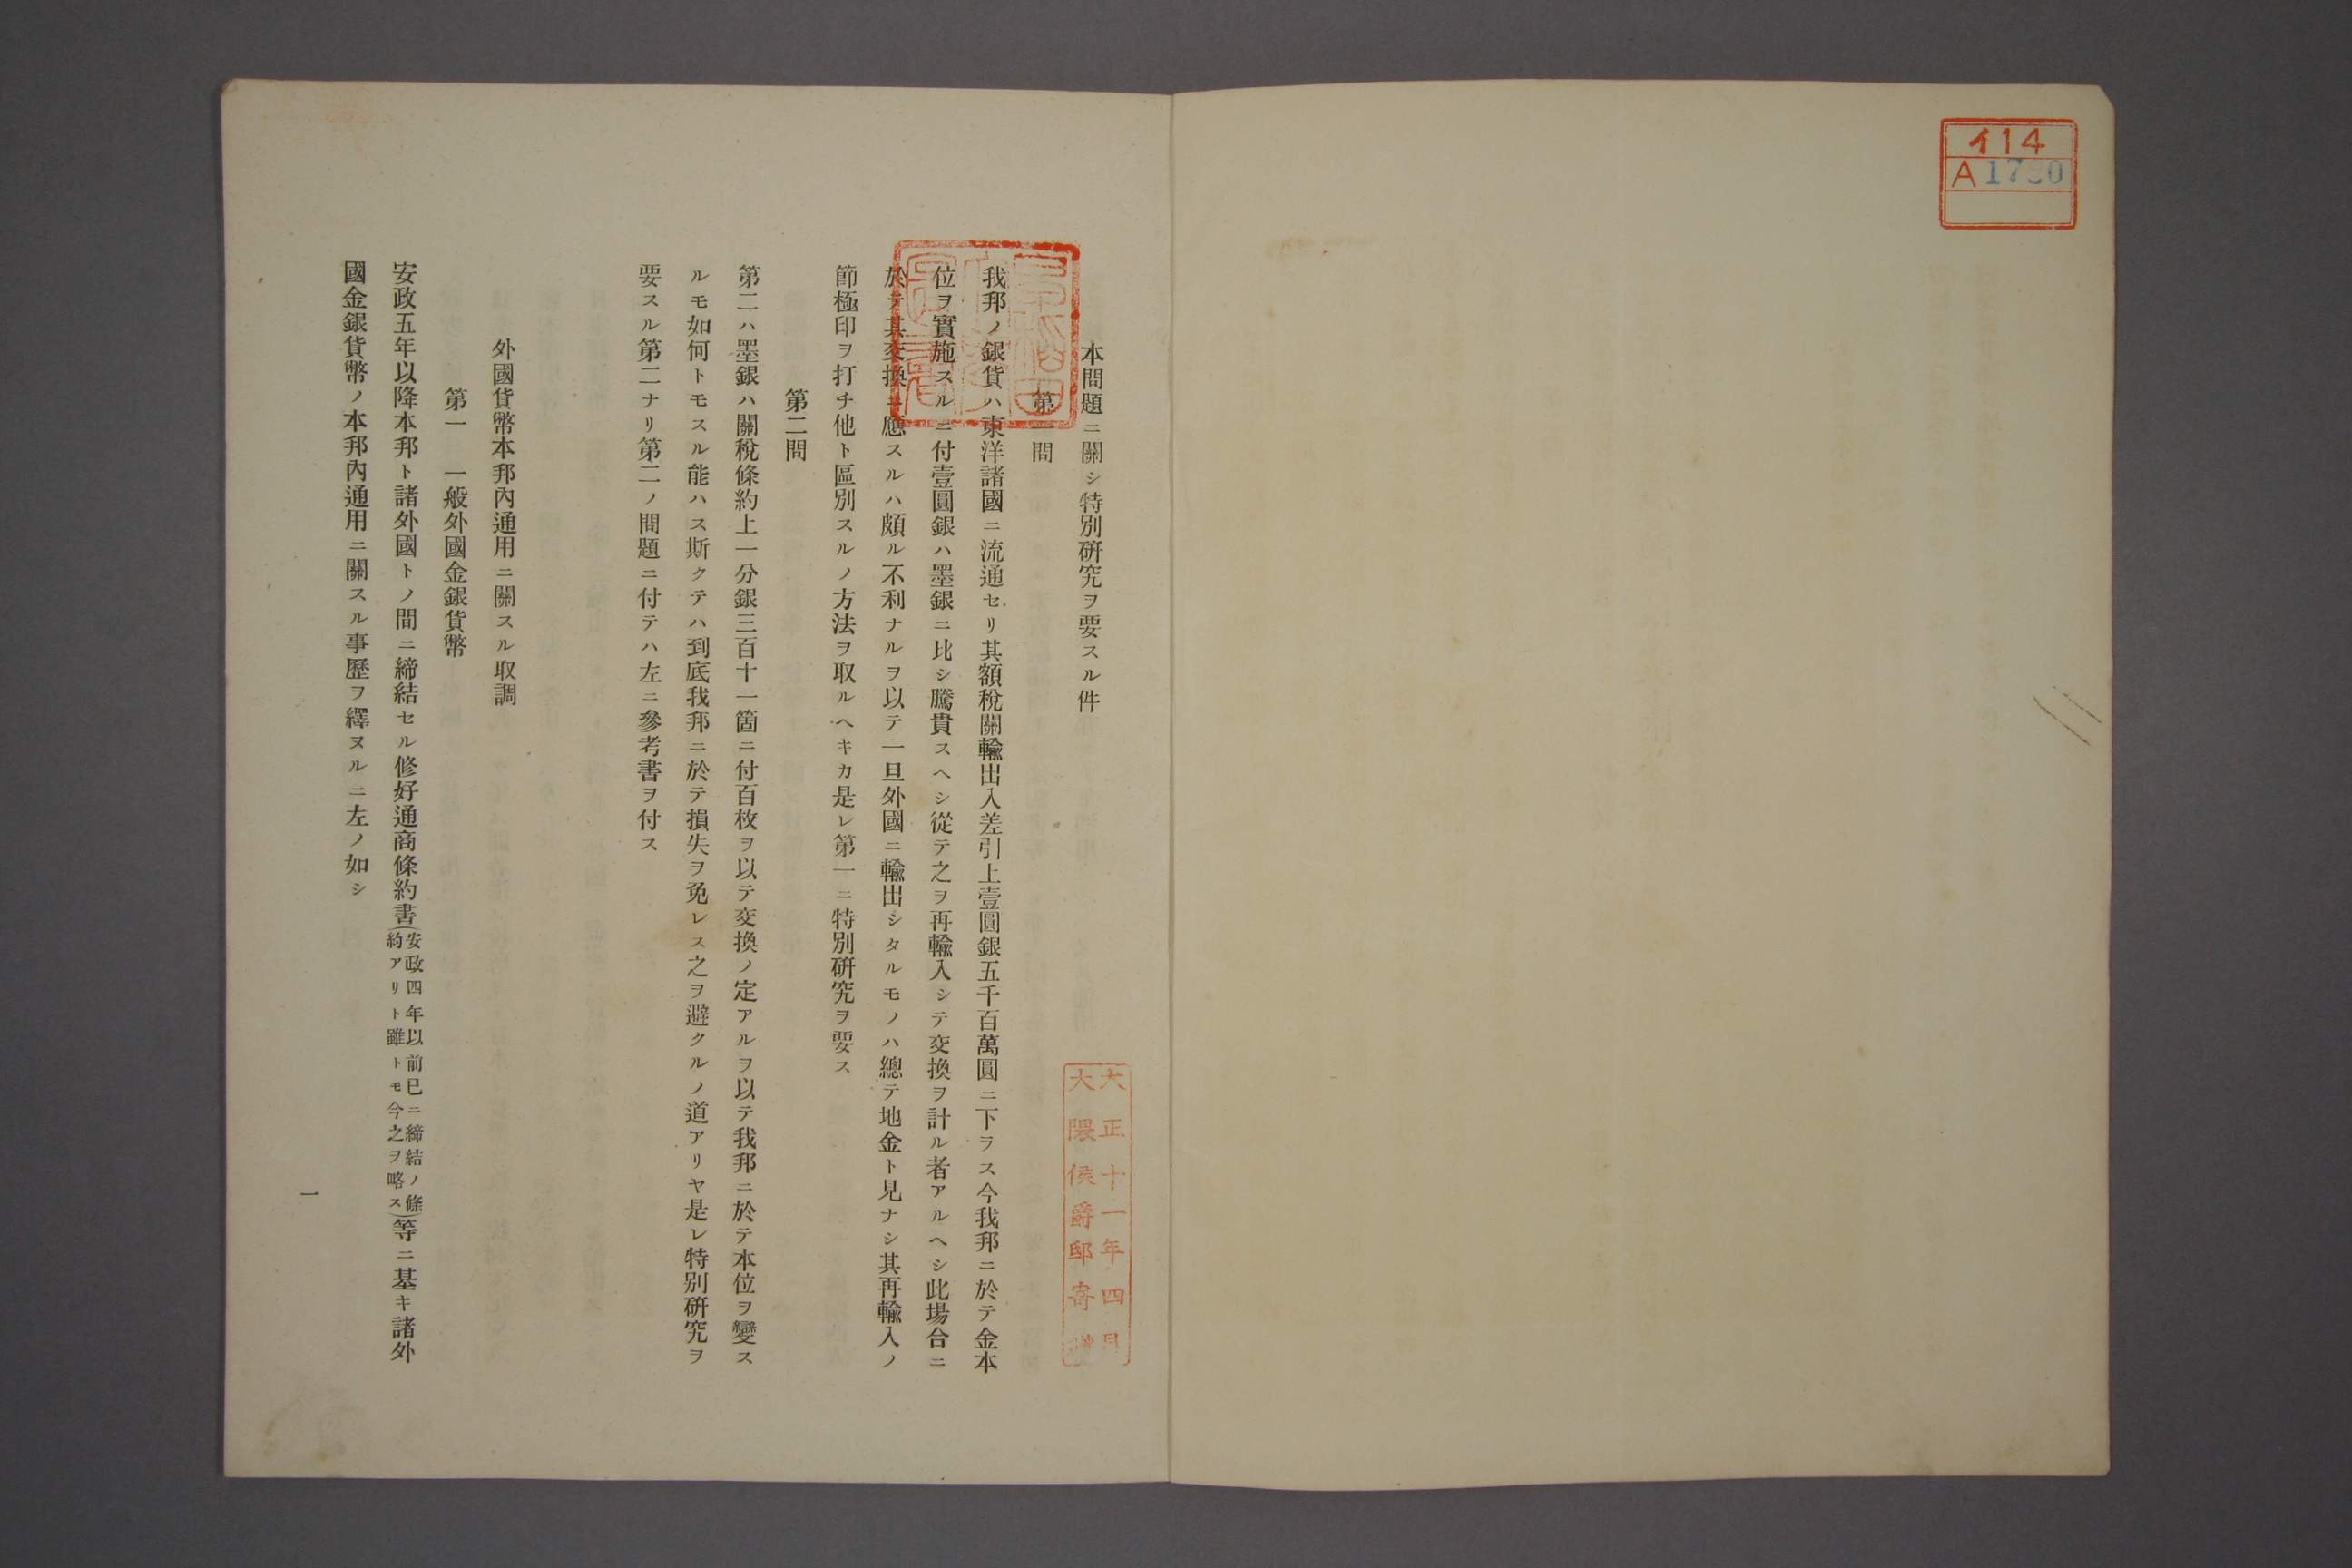 イ14
A 1750
本問題ニ關シ特別硏究ヲ要スル件
第一問
我邦ノ銀貨ハ東洋諸國ニ流通セリ其額稅關輸出入差引上壹圓銀五千百萬圓ニ下ラス今我邦ニ於テ金本
位ヲ實施スルニ付壹圓銀ハ墨銀ニ比シ騰貴スヘシ從テ之ヲ再輸入シテ交換ヲ計ル者アルヘシ此場合ニ
於テ其交換ニ應スルハ頗ル不利ナルヲ以テ一旦外國ニ輸出シタルモノハ總テ地金ト見ナシ其再輸入ノ
節極印ヲ打チ他ト區別スルノ方法ヲ取ルヘキカ是レ第一ニ特別硏究ヲ要ス
第二問
第二ハ墨銀ハ關稅條約上一分銀三百十一箇ニ付百枚ヲ以テ交換ノ定アルヲ以テ我邦ニ於テ本位ヲ變ス
ルモ如何トモスル能ハス斯クテハ到底我邦ニ於テ損失ヲ免レス之ヲ避クルノ道アリヤ是レ特別硏究ヲ
要スル第二ナリ第二ノ問題ニ付テハ左ニ參考書ヲ付ス
外國貨幣本邦內通用ニ關スル取調
第一　一般外國金銀貨幣
安政五年以降本邦ト諸外國トノ間ニ締結セル修好通商條約書(安政四年以前已ニ締結ノ條約アリト雖トモ今之ヲ略ス)等ニ基キ諸外
國金銀貨幣ノ本邦內通用ニ關スル事歷ヲ繹ヌルニ左ノ如シ
一
大正十一年四月
大隈侯爵邸寄贈